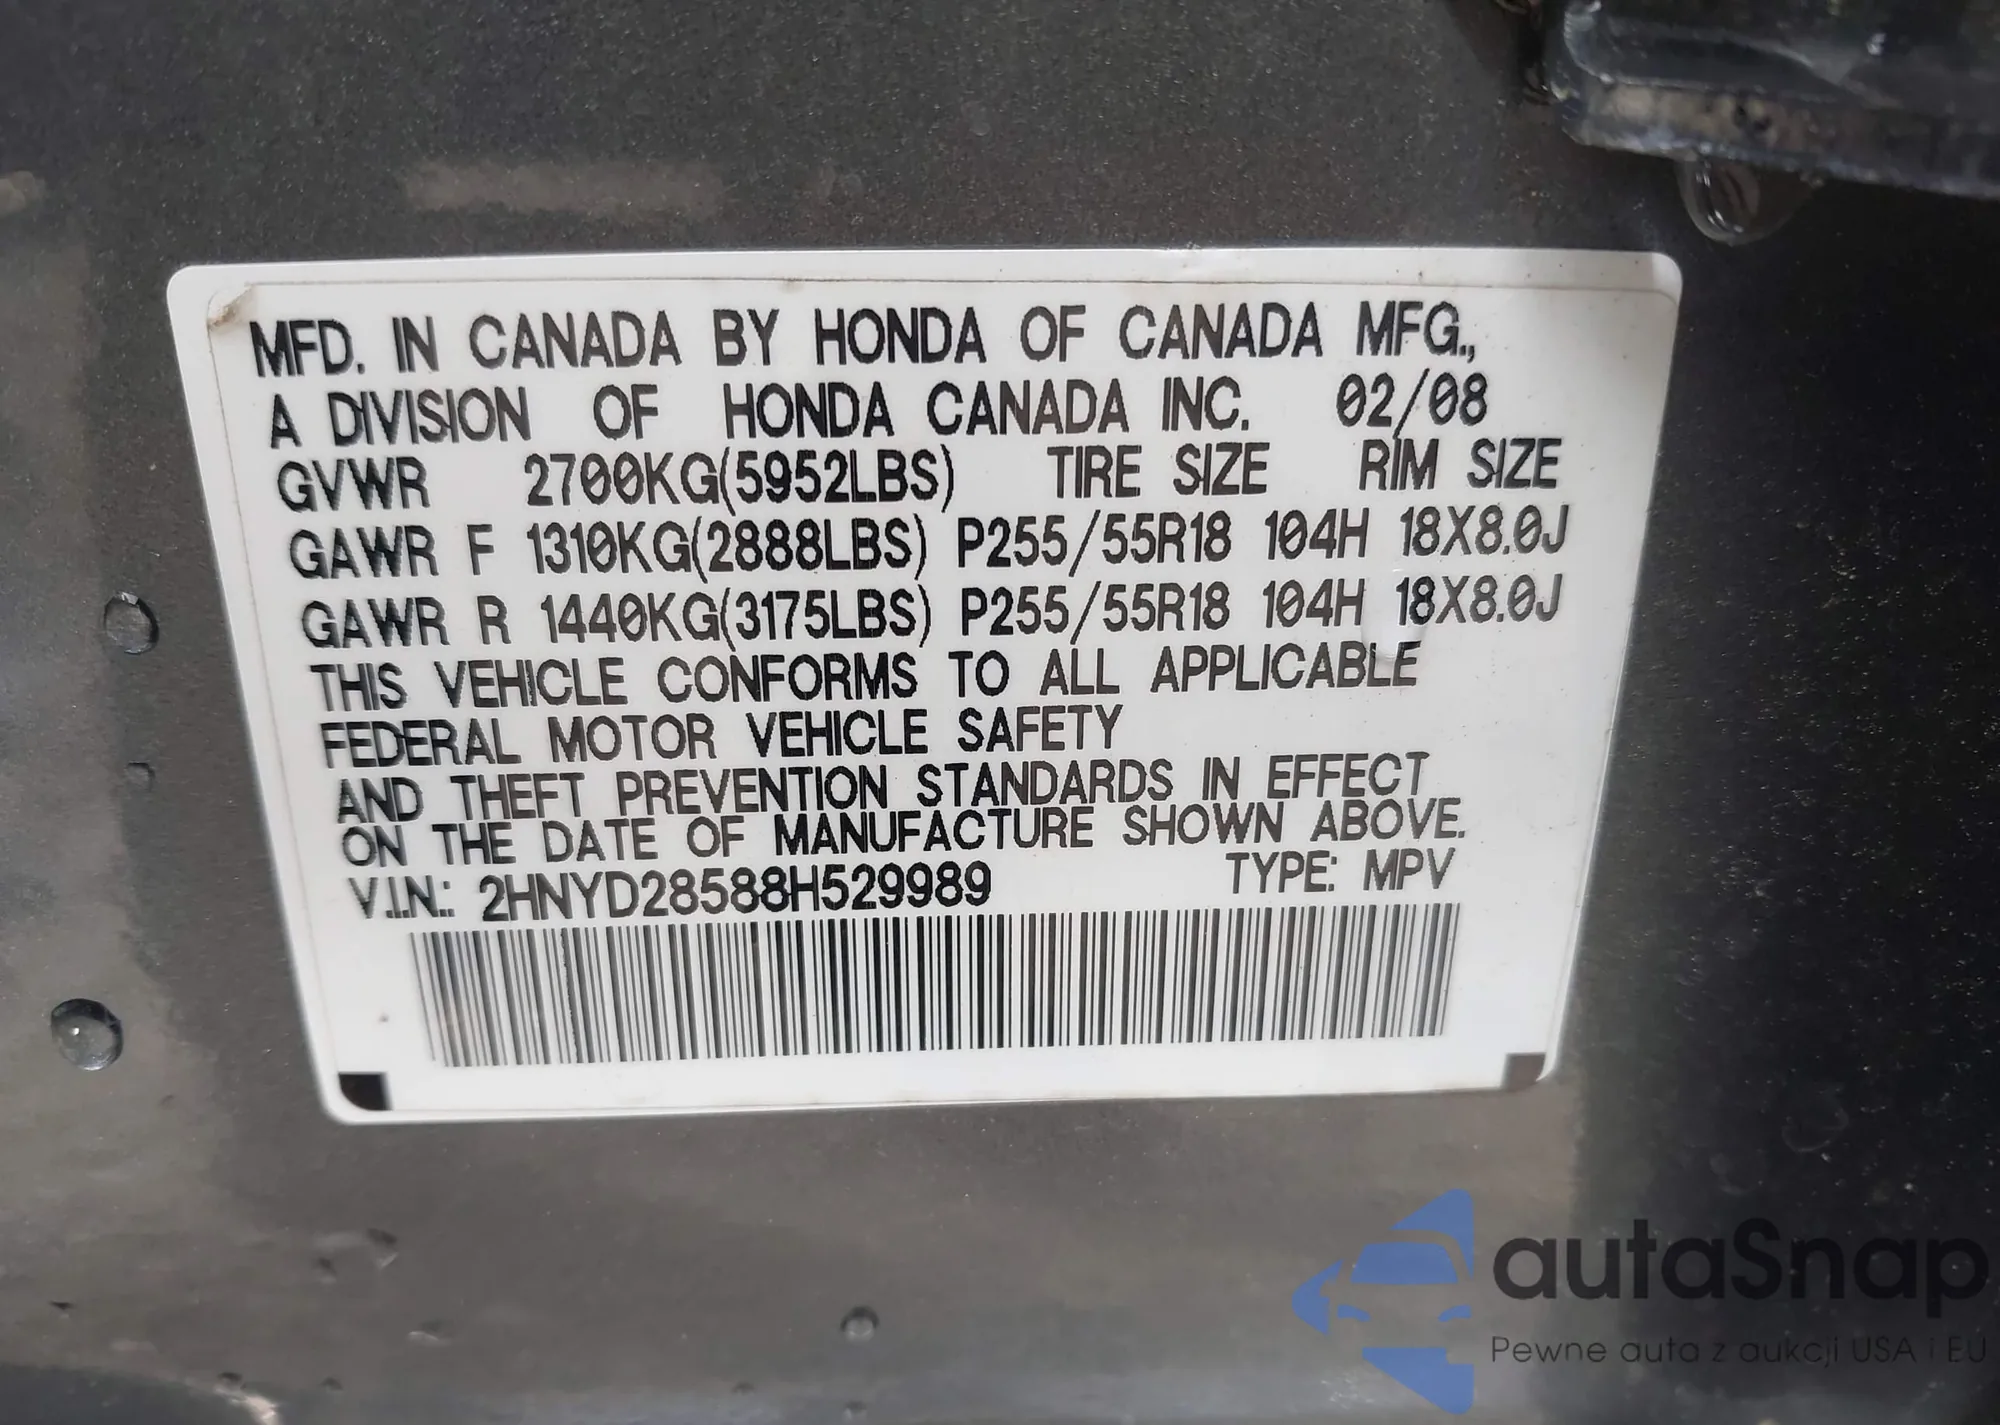 MFD. IN CANADA BY HONDA OF CANADA MFG.,
A DIVISION OF HONDA CANADA INC. 02/08
GVWR 2700KG(5952LBS) TIRE SIZE RIM SIZE
GAWR F 1310KG(2888LBS) P255/55R18 104H 18X8.0J
GAWR R 1440KG(3175LBS) P255/55R18 104H 18X8.0J
THIS VEHICLE CONFORMS TO ALL APPLICABLE
FEDERAL MOTOR VEHICLE SAFETY
AND THEFT PREVENTION STANDARDS IN EFFECT
ON THE DATE OF MANUFACTURE SHOWN ABOVE.
V.I.N.: 2HNYD28588H529989 TYPE: MPV
autaSnap
Pewne auta z aukcji USA i EU